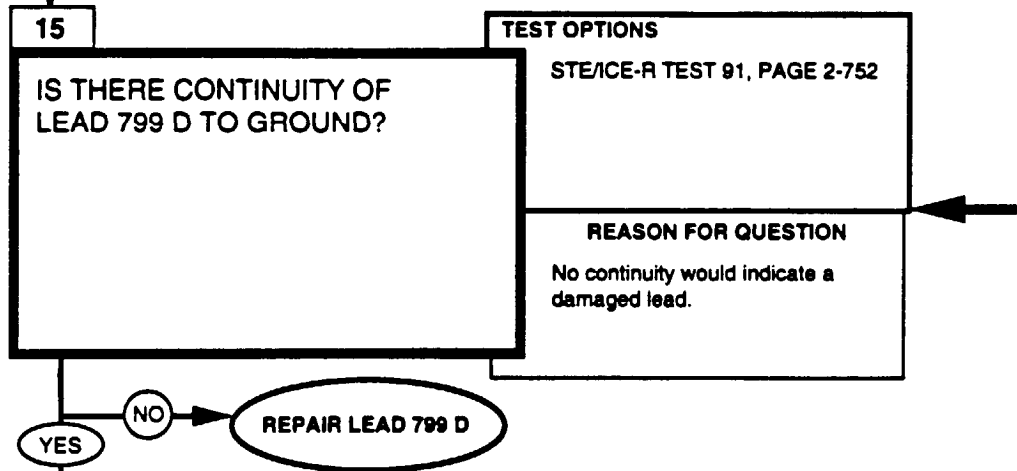 15
IS THERE CONTINUITY OF
LEAD 799 D TO GROUND?
TEST OPTIONS
STE/ICE-R TEST 91, PAGE 2-752
REASON FOR QUESTION
No continuity would indicate a
damaged lead.
NO
REPAIR LEAD 799 D
YES